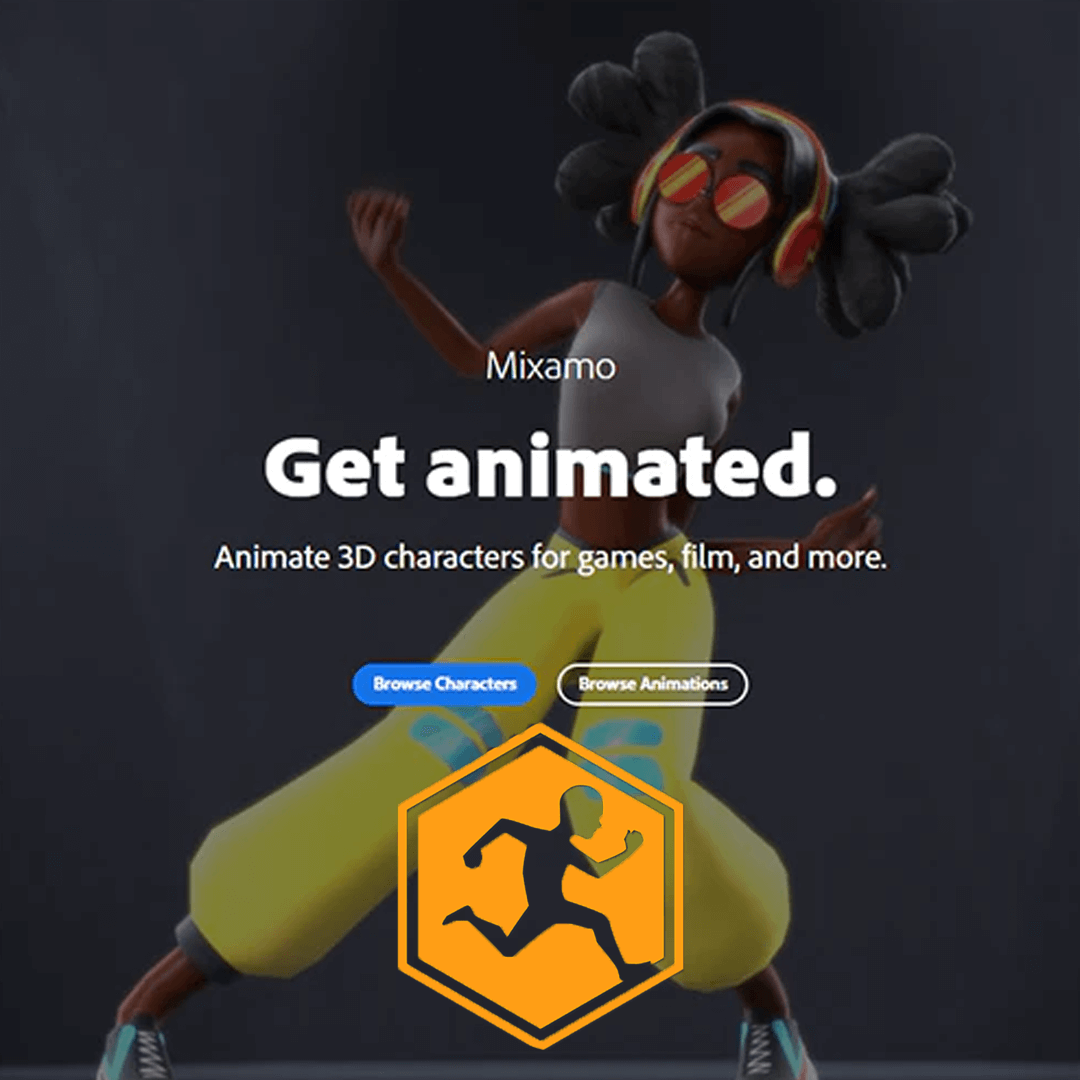 Mixamo
Get animated.
Animate 3D characters for games, film, and more.
Browse Characters
Browse Animations